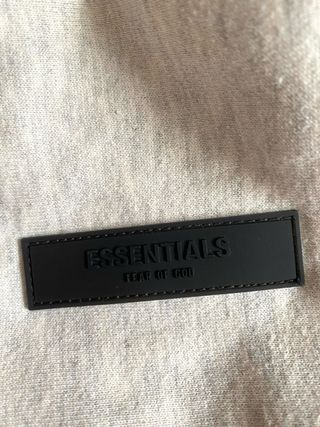 ESSENTIALS
FEAR OF GOD